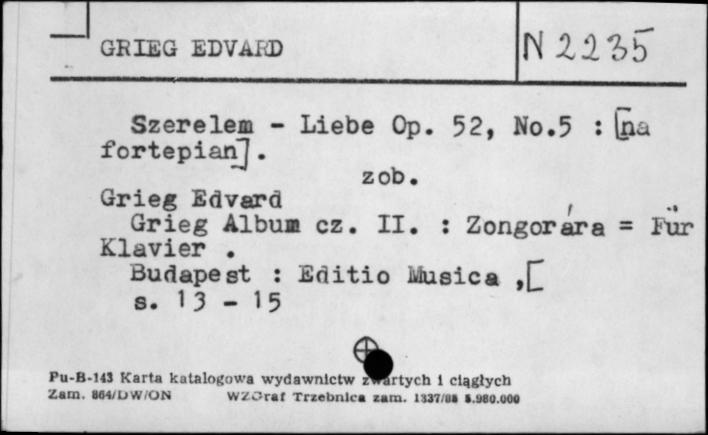 GRIEG EDVARD
N 2235
Szerelem - Liebe Op. 52, No.5 : [na
fortepian].
zob.
Grieg Edvard
Grieg Album cz. II. : Zongorára = Für
Klavier .
Budapest : Editio Musica ,[
s. 13 - 15
Pu-B-143 Karta katalogowa wydawnictw zwartych i ciągłych
Zam. 864/DW/ON WZGraf Trzebnica zam. 1337/88 5.980.000